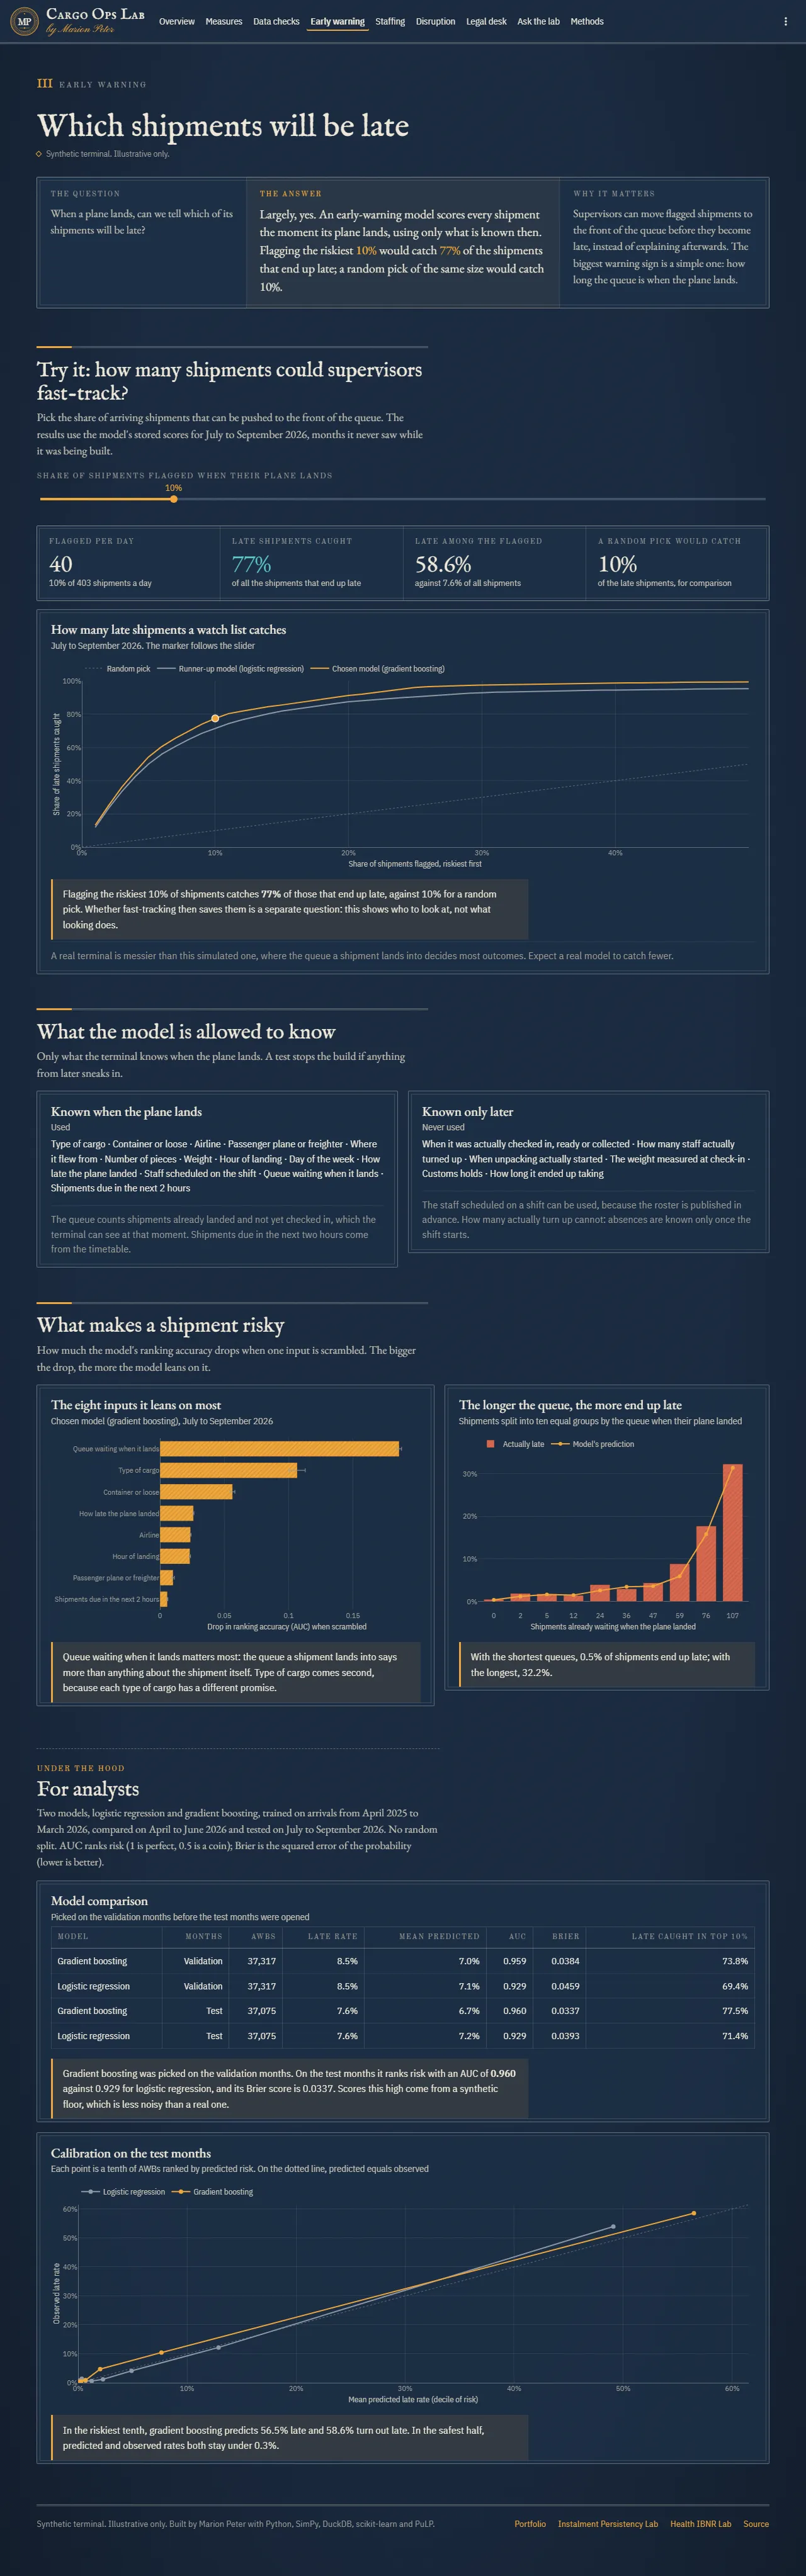 MP
Cargo Ops Lab
by Marion Peter
Overview Measures Data checks Early warning Staffing Disruption Legal desk Ask the lab Methods
III EARLY WARNING
Which shipments will be late
Synthetic terminal. Illustrative only.
THE QUESTION
When a plane lands, can we tell which of its
shipments will be late?
THE ANSWER
Largely, yes. An early-warning model scores every shipment
the moment its plane lands, using only what is known then.
Flagging the riskiest 10% would catch 77% of the shipments
that end up late; a random pick of the same size would catch
10%.
WHY IT MATTERS
Supervisors can move flagged shipments to
the front of the queue before they become
late, instead of explaining afterwards. The
biggest warning sign is a simple one: how
long the queue is when the plane lands.
Try it: how many shipments could supervisors
fast-track?
Pick the share of arriving shipments that can be pushed to the front of the queue. The
results use the model's stored scores for July to September 2026, months it never saw while
it was being built.
SHARE OF SHIPMENTS FLAGGED WHEN THEIR PLANE LANDS
10%
FLAGGED PER DAY
40
10% of 403 shipments a day
LATE SHIPMENTS CAUGHT
77%
of all the shipments that end up late
LATE AMONG THE FLAGGED
58.6%
against 7.6% of all shipments
A RANDOM PICK WOULD CATCH
10%
of the late shipments, for comparison
How many late shipments a watch list catches
July to September 2026. The marker follows the slider
Random pick Runner-up model (logistic regression) Chosen model (gradient boosting)
Share of late shipments caught
100%
80%
60%
40%
20%
0%
0% 10% 20% 30% 40%
Share of shipments flagged, riskiest first
Flagging the riskiest 10% of shipments catches 77% of those that end up late, against 10% for a random
pick. Whether fast-tracking then saves them is a separate question: this shows who to look at, not what
looking does.
A real terminal is messier than this simulated one, where the queue a shipment lands into decides most outcomes. Expect a real model to catch fewer.
What the model is allowed to know
Only what the terminal knows when the plane lands. A test stops the build if anything
from later sneaks in.
Known when the plane lands
Used
Type of cargo · Container or loose · Airline · Passenger plane or freighter · Where
it flew from · Number of pieces · Weight · Hour of landing · Day of the week · How
late the plane landed · Staff scheduled on the shift · Queue waiting when it lands ·
Shipments due in the next 2 hours
The queue counts shipments already landed and not yet checked in, which the
terminal can see at that moment. Shipments due in the next two hours come
from the timetable.
Known only later
Never used
When it was actually checked in, ready or collected · How many staff actually
turned up · When unpacking actually started · The weight measured at check-in ·
Customs holds · How long it ended up taking
The staff scheduled on a shift can be used, because the roster is published in
advance. How many actually turn up cannot: absences are known only once the
shift starts.
What makes a shipment risky
How much the model's ranking accuracy drops when one input is scrambled. The bigger
the drop, the more the model leans on it.
The eight inputs it leans on most
Chosen model (gradient boosting), July to September 2026
Queue waiting when it lands
Type of cargo
Container or loose
How late the plane landed
Airline
Hour of landing
Passenger plane or freighter
Shipments due in the next 2 hours
0 0.05 0.1 0.15
Drop in ranking accuracy (AUC) when scrambled
Queue waiting when it lands matters most: the queue a shipment lands into says
more than anything about the shipment itself. Type of cargo comes second,
because each type of cargo has a different promise.
The longer the queue, the more end up late
Shipments split into ten equal groups by the queue when their plane landed
Actually late Model's prediction
30%
20%
10%
0%
0 2 5 12 24 36 47 59 76 107
Shipments already waiting when the plane landed
With the shortest queues, 0.5% of shipments end up late; with
the longest, 32.2%.
UNDER THE HOOD
For analysts
Two models, logistic regression and gradient boosting, trained on arrivals from April 2025 to
March 2026, compared on April to June 2026 and tested on July to September 2026. No random
split. AUC ranks risk (1 is perfect, 0.5 is a coin); Brier is the squared error of the probability
(lower is better).
Model comparison
Picked on the validation months before the test months were opened
MODEL MONTHS AWBS LATE RATE MEAN PREDICTED AUC BRIER LATE CAUGHT IN TOP 10%
Gradient boosting Validation 37,317 8.5% 7.0% 0.959 0.0384 73.8%
Logistic regression Validation 37,317 8.5% 7.1% 0.929 0.0459 69.4%
Gradient boosting Test 37,075 7.6% 6.7% 0.960 0.0337 77.5%
Logistic regression Test 37,075 7.6% 7.2% 0.929 0.0393 71.4%
Gradient boosting was picked on the validation months. On the test months it ranks risk with an AUC of 0.960
against 0.929 for logistic regression, and its Brier score is 0.0337. Scores this high come from a synthetic
floor, which is less noisy than a real one.
Calibration on the test months
Each point is a tenth of AWBs ranked by predicted risk. On the dotted line, predicted equals observed
Logistic regression Gradient boosting
Observed late rate
60%
50%
40%
30%
20%
10%
0%
0% 10% 20% 30% 40% 50% 60%
Mean predicted late rate (decile of risk)
In the riskiest tenth, gradient boosting predicts 56.5% late and 58.6% turn out late. In the safest half,
predicted and observed rates both stay under 0.3%.
Synthetic terminal. Illustrative only. Built by Marion Peter with Python, SimPy, DuckDB, scikit-learn and PuLP.
Portfolio Instalment Persistency Lab Health IBNR Lab Source